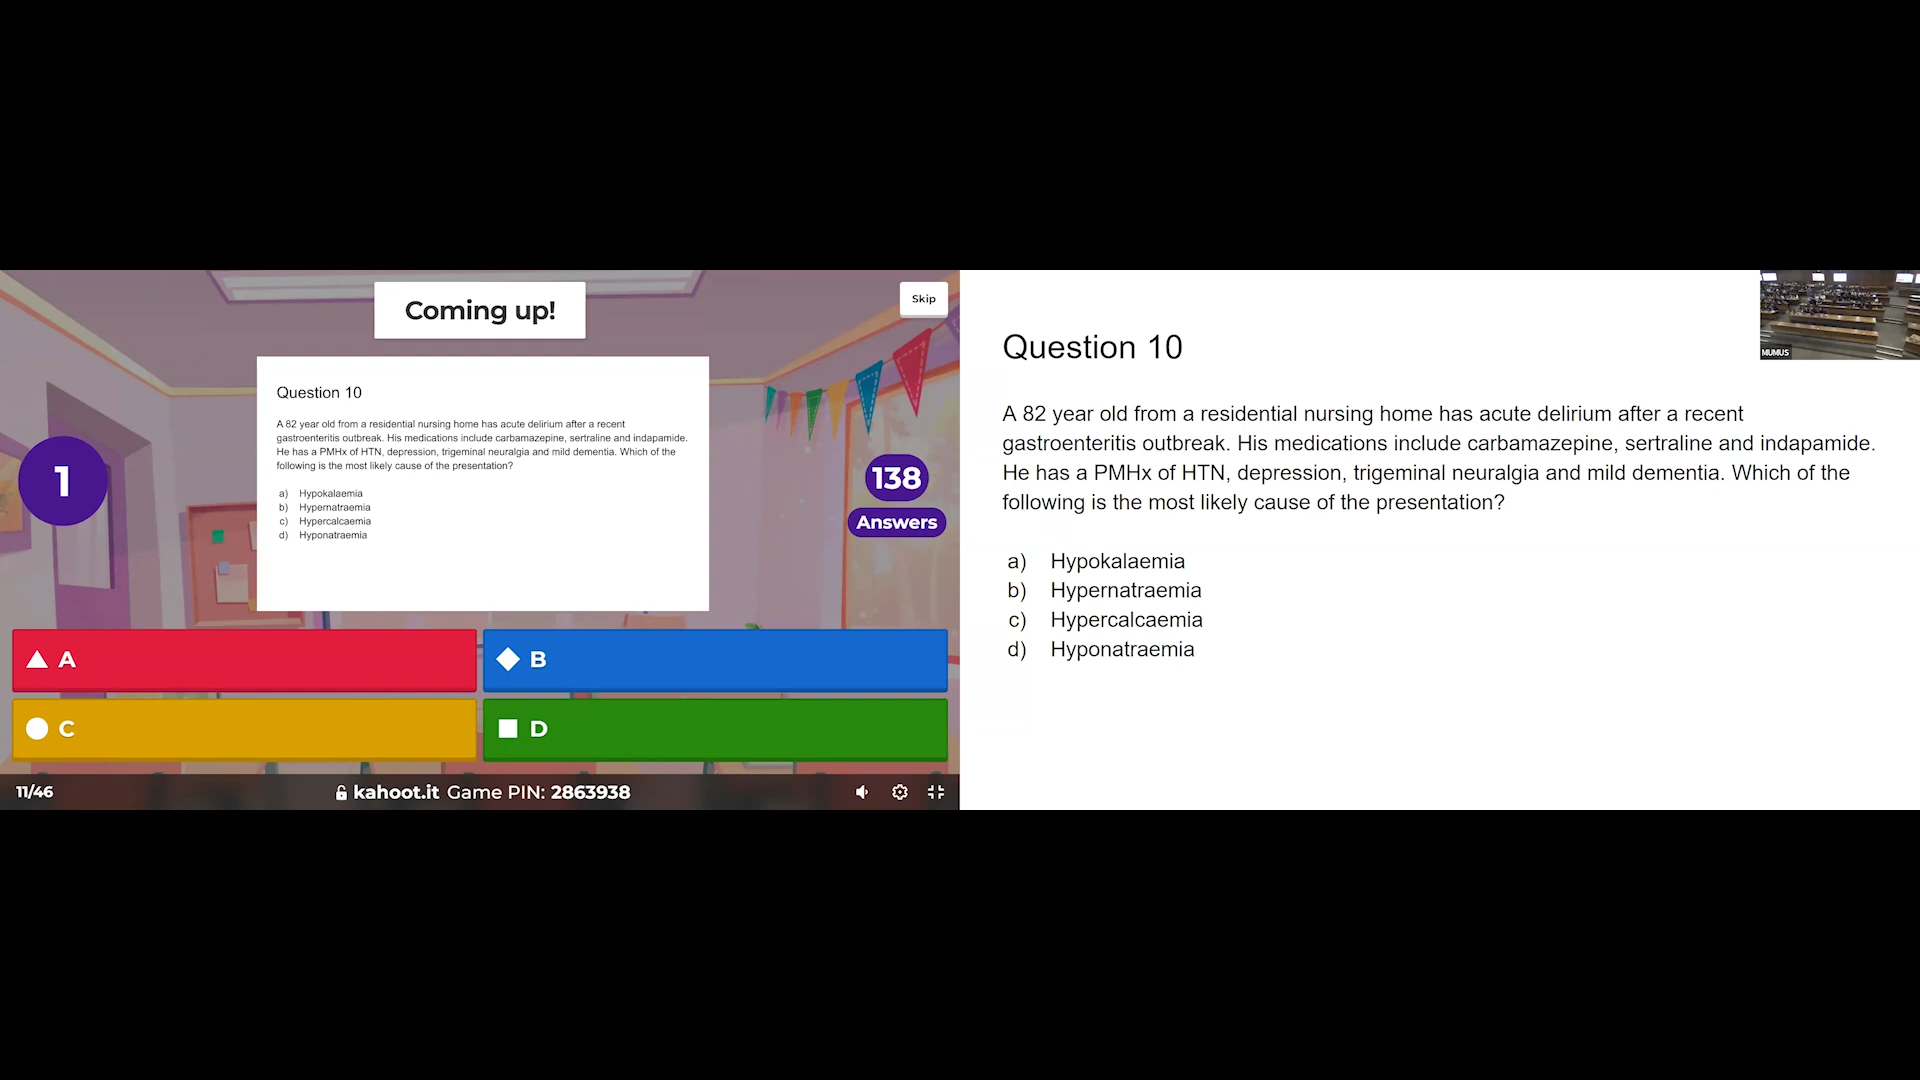 Coming up!
Skip
Question 10
A 82 year old from a residential nursing home has acute delirium after a recent
gastroenteritis outbreak. His medications include carbamazepine, sertraline and indapamide.
He has a PMHx of HTN, depression, trigeminal neuralgia and mild dementia. Which of the
following is the most likely cause of the presentation?
a) Hypokalaemia
b) Hypernatraemia
c) Hypercalcaemia
d) Hyponatraemia
1
138
Answers
A
B
C
D
11/46
kahoot.it Game PIN: 2863938
Question 10
A 82 year old from a residential nursing home has acute delirium after a recent
gastroenteritis outbreak. His medications include carbamazepine, sertraline and indapamide.
He has a PMHx of HTN, depression, trigeminal neuralgia and mild dementia. Which of the
following is the most likely cause of the presentation?
a) Hypokalaemia
b) Hypernatraemia
c) Hypercalcaemia
d) Hyponatraemia
MUMUS